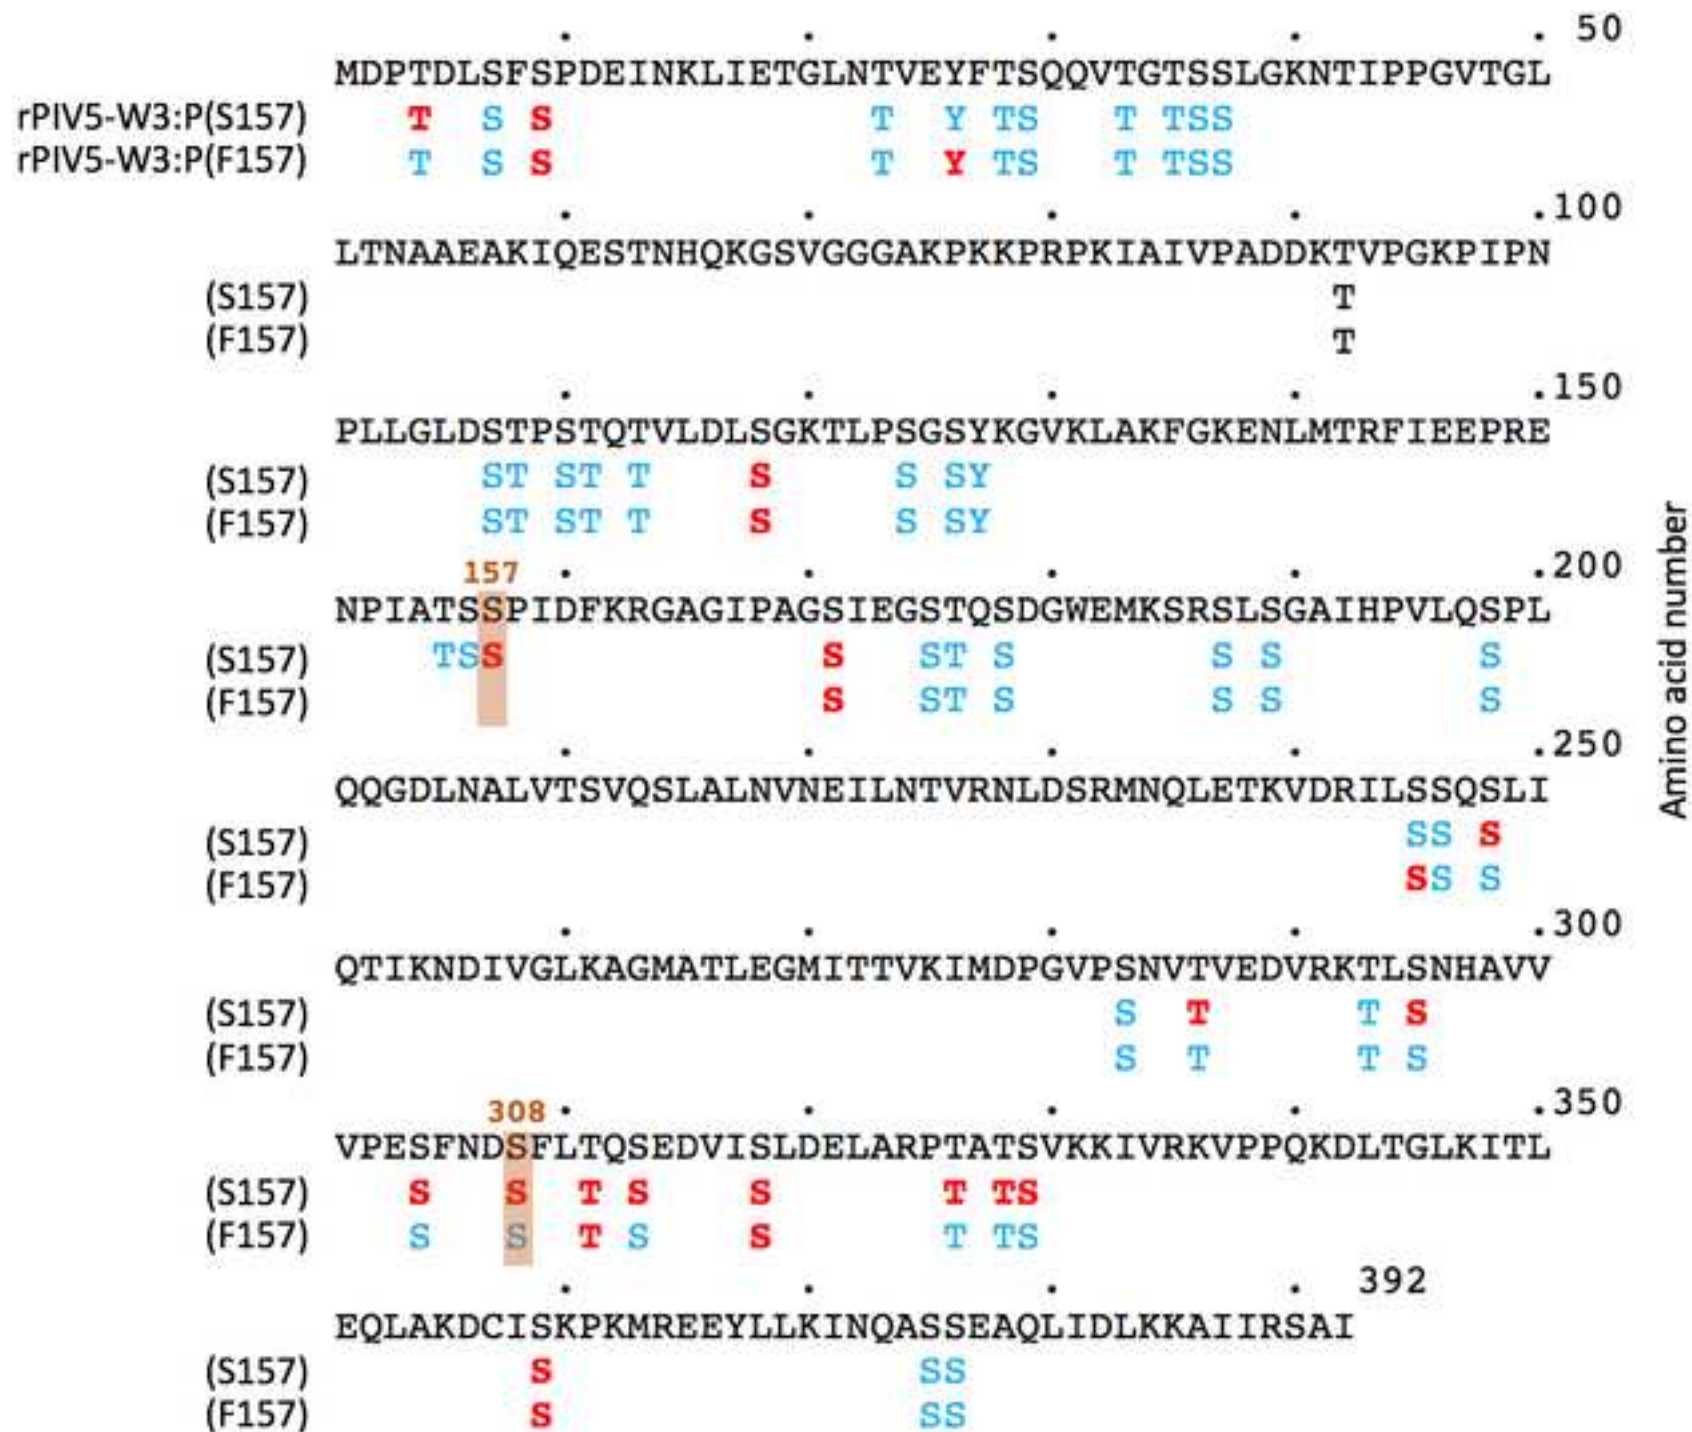 . . . . . 50
MDPTDLSFSPDEINKLIETGLNTVEYFTSQQVTGTSSLGKNTIPPGVTGL
rPIV5-W3:P(S157) T S S T Y TS T TSS
rPIV5-W3:P(F157) T S S T Y TS T TSS
. . . . .100
LTNAAEAKIQESTNHQKGSVGGGAKPKKPRPKIAIVPADDKTVPGKPIPN
(S157) T
(F157) T
. . . . .150
PLLGLDSTPSTQTVLDLSGKTLPSGSYKGVKLAKFGKENLMTRFIEEPRE
(S157) ST ST T S S SY
(F157) ST ST T S S SY
157 . . . . .200
NPIATSSPIDFKRGAGIPAGSIEGSTQSDGWEMKSRSLSGAIHPVLQSPL
(S157) TSS S ST S S S S
(F157) S ST S S S S
. . . . .250
QQGDLNALVTSVQSLALNVNEILNTVRNLDSRMNQLETKVDRILSSQSLI
(S157) SS S
(F157) SS S
. . . . .300
QTIKNDIVGLKAGMATLEGMITTVKIMDPGVPSNVTVEDVRKTLSNHAVV
(S157) S T T S
(F157) S T T S
308 . . . . .350
VPESFNDSFLTQSEDVISLDELARPTATSVKKIVRKVPPQKDLTGLKITL
(S157) S S T S S T TS
(F157) S S T S S T TS
. . . . 392
EQLAKDCISKPKMREEYLLKINQASSEAQLIDLKKAIIRSAI
(S157) S SS
(F157) S SS
Amino acid number